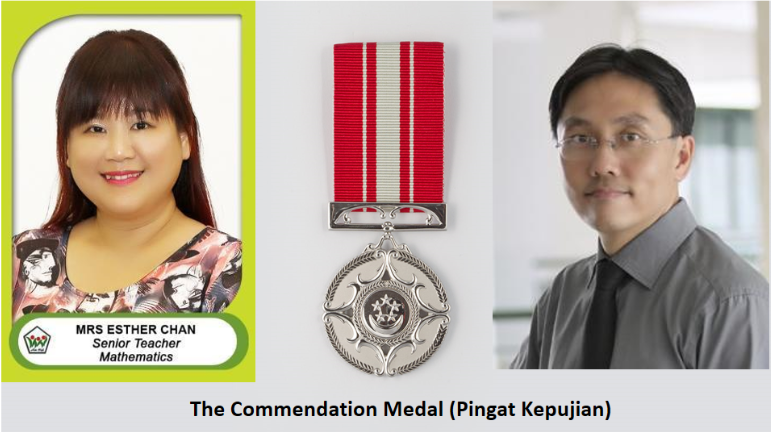 MRS ESTHER CHAN
Senior Teacher
Mathematics
The Commendation Medal (Pingat Kepujian)